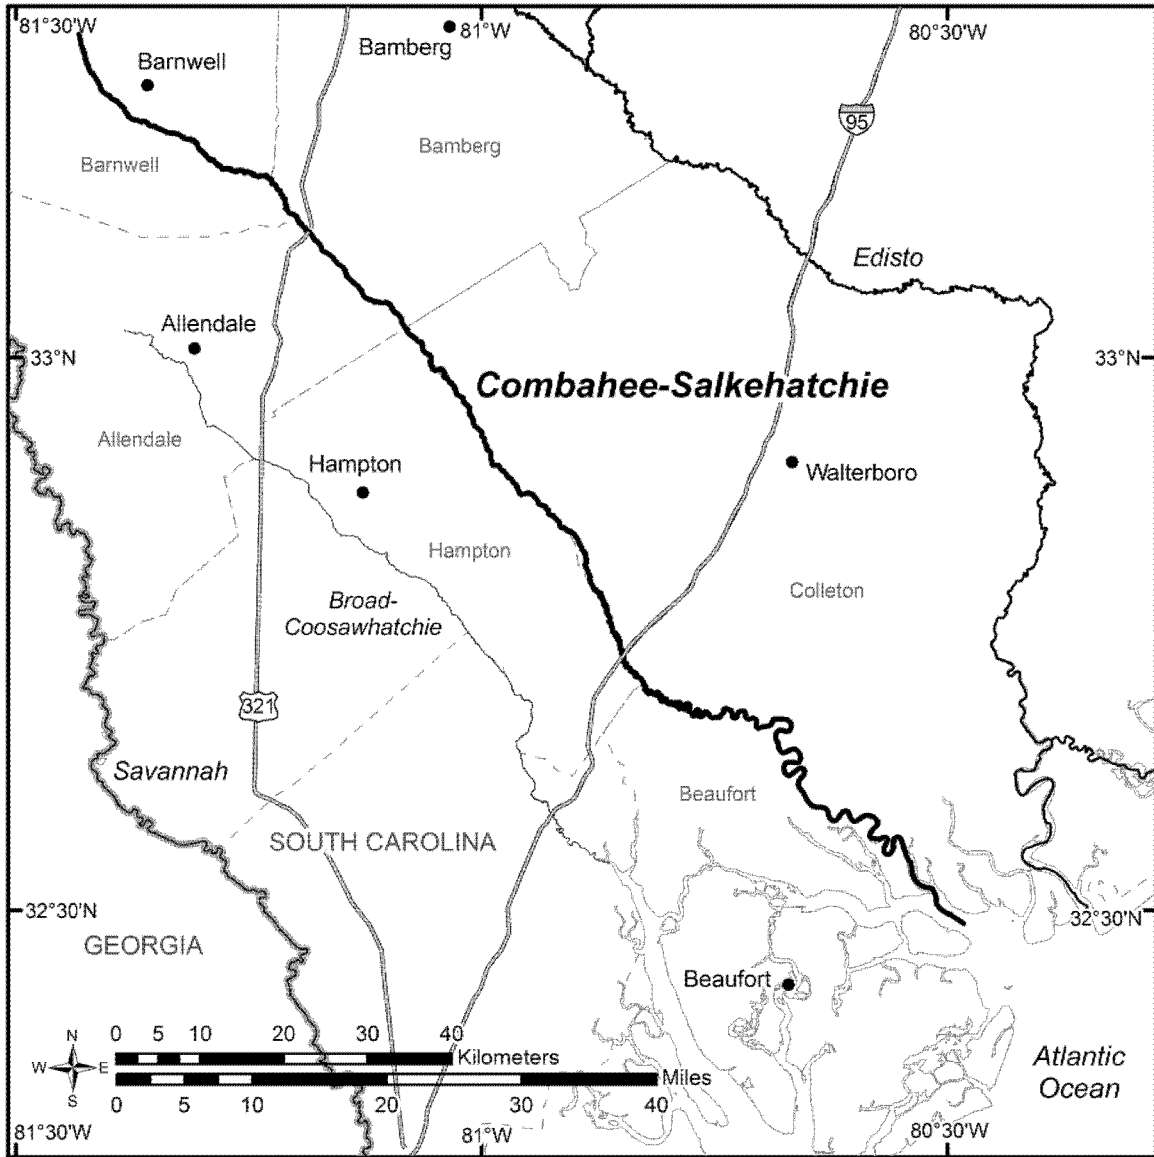 81°30'W
81°W
80°30'W
Bamberg
Barnwell
95
Bamberg
Barnwell
Edisto
Allendale
33°N
33°N
Combahee-Salkehatchie
Allendale
Hampton
Walterboro
Hampton
Colleton
Broad-
Coosawhatchie
321
Savannah
Beaufort
SOUTH CAROLINA
32°30'N
32°30'N
GEORGIA
Beaufort
N
W E
S
0 5 10 20 30 40
Kilometers
Miles
0 5 10 20 30 40
Atlantic
Ocean
81°30'W
81°W
80°30'W